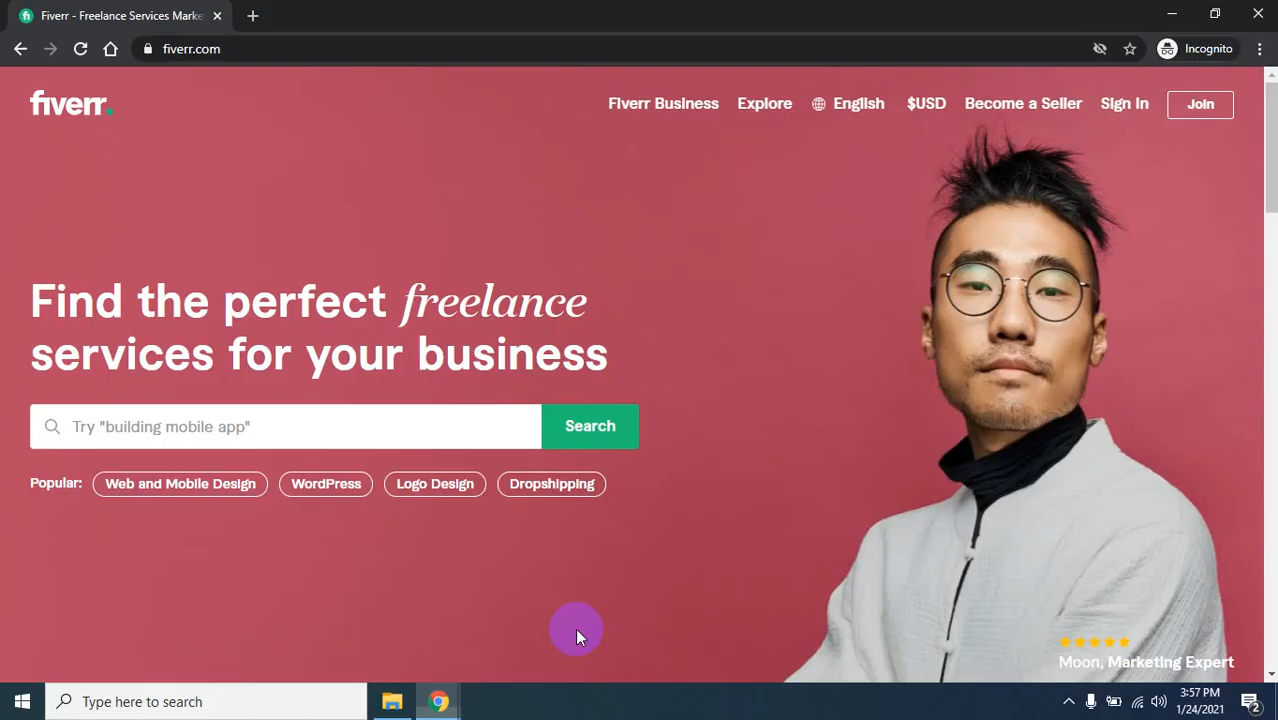 Fiverr - Freelance Services Marke
fiverr.com
Incognito
fiverr.
Fiverr Business
Explore
English
$USD
Become a Seller
Sign In
Join
Find the perfect freelance
services for your business
Try "building mobile app"
Search
Popular:
Web and Mobile Design
WordPress
Logo Design
Dropshipping
Moon, Marketing Expert
Type here to search
3:57 PM
1/24/2021
2